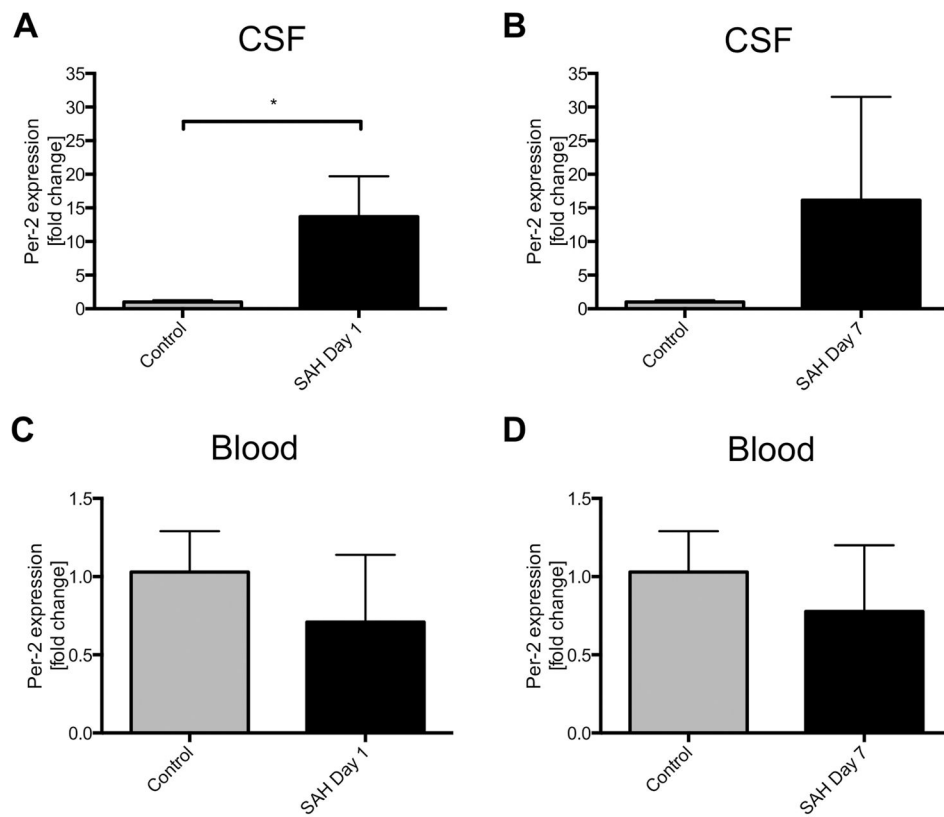 A
CSF
Per-2 expression
[fold change]
35
30
25
20
15
10
5
0
*
Control
SAH Day 1
B
CSF
Per-2 expression
[fold change]
35
30
25
20
15
10
5
0
Control
SAH Day 7
C
Blood
Per-2 expression
[fold change]
1.5
1.0
0.5
0.0
Control
SAH Day 1
D
Blood
Per-2 expression
[fold change]
1.5
1.0
0.5
0.0
Control
SAH Day 7